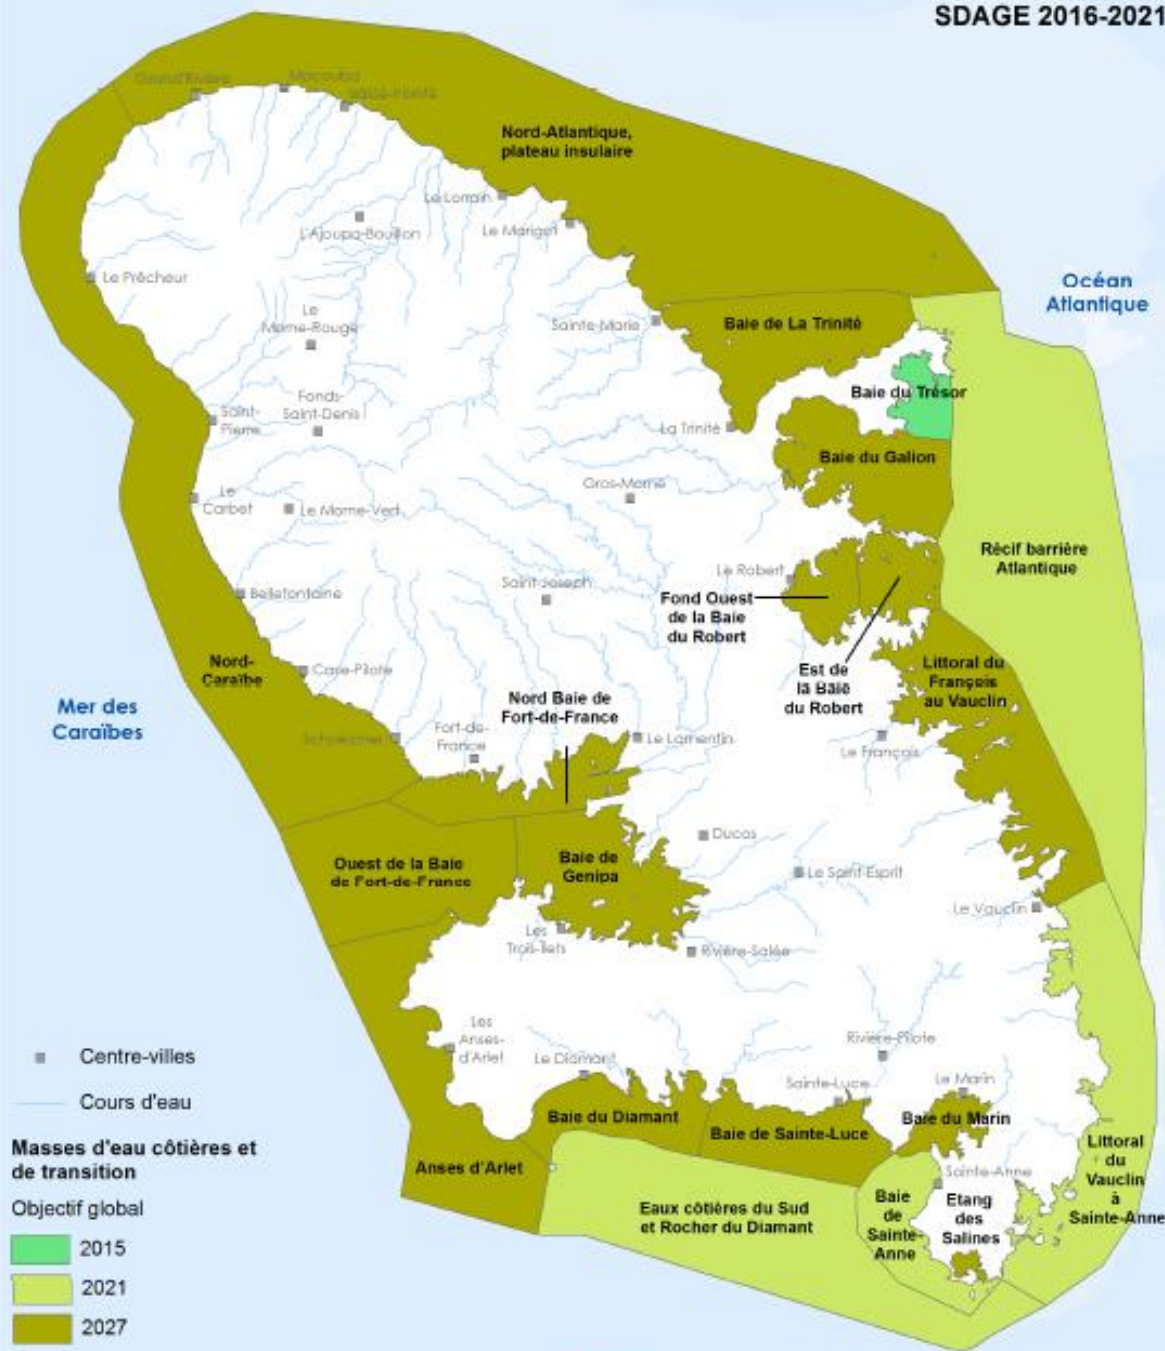 SDAGE 2016-2021
Grand'Rivière
Macouba
Basse-Pointe
Nord-Atlantique,
plateau insulaire
Le Lorrain
L'Ajoupa-Bouillon
Le Marigot
Le Prêcheur
Océan
Atlantique
Le
Morne-Rouge
Sainte-Marie
Baie de La Trinité
Baie du Trésor
Fonds-
Saint-Denis
Saint-
Pierre
La Trinité
Baie du Galion
Gros-Morne
Le
Carbet
Le Morne-Vert
Récif barrière
Atlantique
Le Robert
Saint-Joseph
Bellefontaine
Fond Ouest
de la Baie
du Robert
Nord-
Caraïbe
Case-Pilote
Est de
la Baie
du Robert
Littoral du
François
au Vauclin
Mer des
Caraïbes
Nord Baie de
Fort-de-France
Schoelcher
Fort-de-
France
Le Lamentin
Le François
Ducos
Ouest de la Baie
de Fort-de-France
Baie de
Genipa
Le Saint-Esprit
Le Vauclin
Les
Trois-Îlets
Rivière-Salée
Les
Anses-
d'Arlet
Le Diamant
Rivière-Pilote
Sainte-Luce
Le Marin
Baie du Diamant
Baie de Sainte-Luce
Baie du Marin
Anses d'Arlet
Sainte-Anne
Littoral
du
Vauclin
à
Sainte-Anne
Eaux côtières du Sud
et Rocher du Diamant
Baie
de
Sainte-
Anne
Etang
des
Salines
Centre-villes
Cours d'eau
Masses d'eau côtières et
de transition
Objectif global
2015
2021
2027